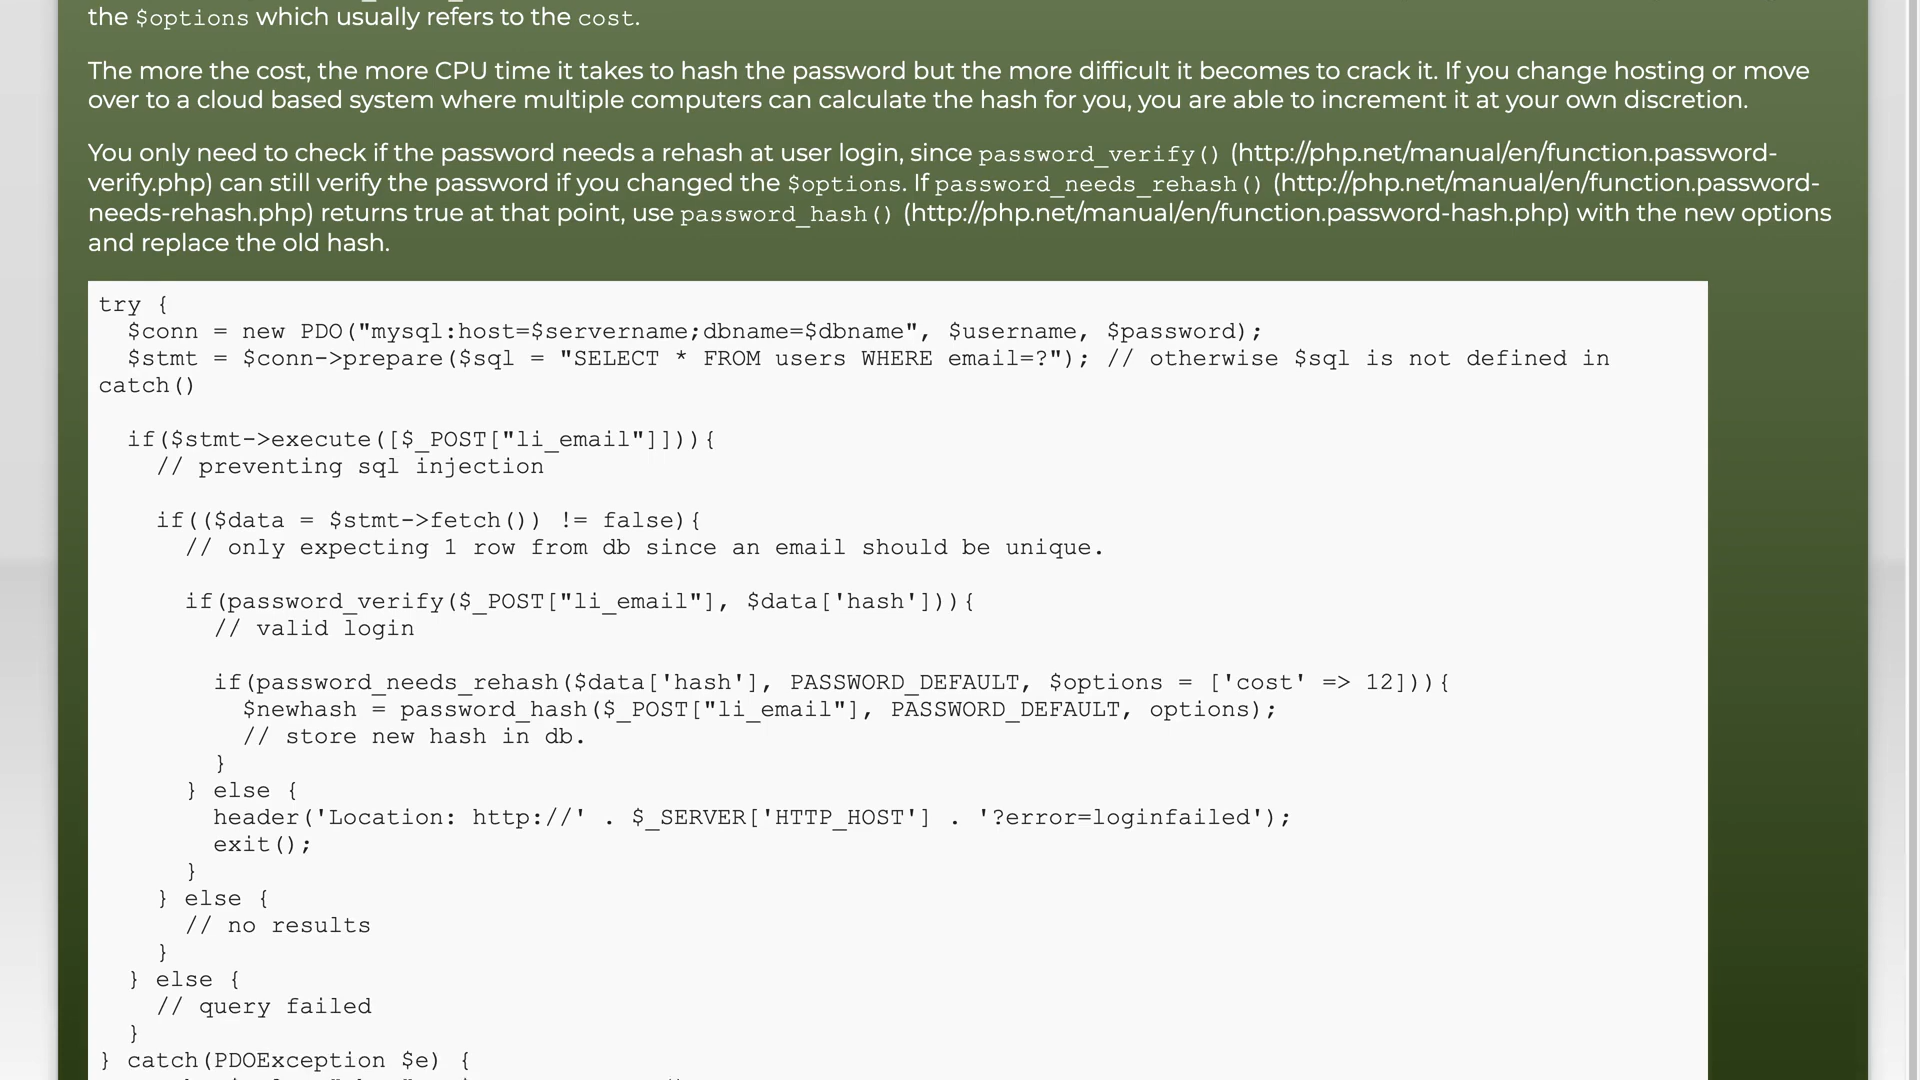 the $options which usually refers to the cost.
The more the cost, the more CPU time it takes to hash the password but the more difficult it becomes to crack it. If you change hosting or move
over to a cloud based system where multiple computers can calculate the hash for you, you are able to increment it at your own discretion.
You only need to check if the password needs a rehash at user login, since password_verify() (http://php.net/manual/en/function.password-
verify.php) can still verify the password if you changed the $options. If password_needs_rehash() (http://php.net/manual/en/function.password-
needs-rehash.php) returns true at that point, use password_hash() (http://php.net/manual/en/function.password-hash.php) with the new options
and replace the old hash.
try {
  $conn = new PDO("mysql:host=$servername;dbname=$dbname", $username, $password);
  $stmt = $conn->prepare($sql = "SELECT * FROM users WHERE email=?"); // otherwise $sql is not defined in
catch()
  if($stmt->execute([$_POST["li_email"]])){
    // preventing sql injection
    if(($data = $stmt->fetch()) != false){
      // only expecting 1 row from db since an email should be unique.
      if(password_verify($_POST["li_email"], $data['hash'])){
        // valid login
        if(password_needs_rehash($data['hash'], PASSWORD_DEFAULT, $options = ['cost' => 12])){
          $newhash = password_hash($_POST["li_email"], PASSWORD_DEFAULT, options);
          // store new hash in db.
        }
      } else {
        header('Location: http://' . $_SERVER['HTTP_HOST'] . '?error=loginfailed');
        exit();
      }
    } else {
      // no results
    }
  } else {
    // query failed
  }
} catch(PDOException $e) {